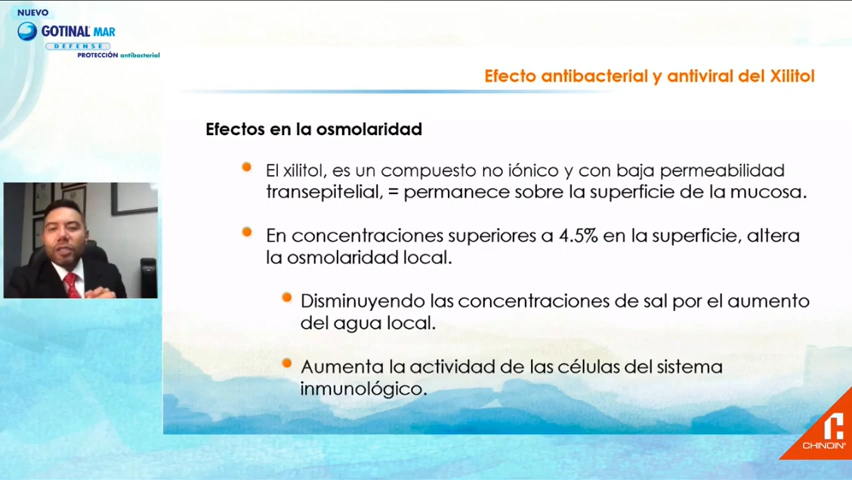 NUEVO
GOTINAL MAR
DEFENSE
PROTECCIÓN antibacterial
Efecto antibacterial y antiviral del Xilitol
Efectos en la osmolaridad
El xilitol, es un compuesto no iónico y con baja permeabilidad
transepitelial, = permanece sobre la superficie de la mucosa.
En concentraciones superiores a 4.5% en la superficie, altera
la osmolaridad local.
Disminuyendo las concentraciones de sal por el aumento
del agua local.
Aumenta la actividad de las células del sistema
inmunológico.
CHINOIN